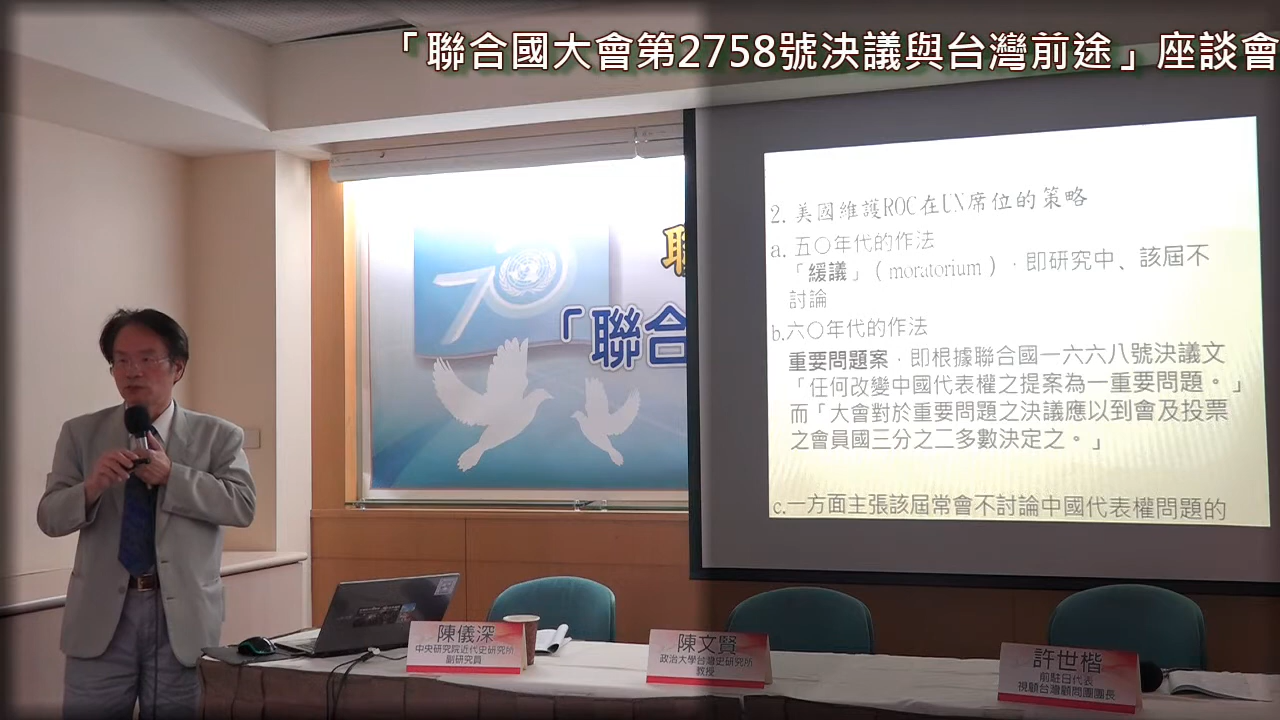 「聯合國大會第2758號決議與台灣前途」座談會
70
「聯合
2. 美國維護ROC在UN席位的策略
a. 五〇年代的作法
「緩議」（moratorium），即研究中、該屆不
討論
b.六〇年代的作法
重要問題案，即根據聯合國一六六八號決議文
「任何改變中國代表權之提案為一重要問題。」
而「大會對於重要問題之決議應以到會及投票
之會員國三分之二多數決定之。」
c.一方面主張該屆常會不討論中國代表權問題的
陳儀深
中央研究院近代史研究所
副研究員
陳文賢
政治大學台灣史研究所
教授
許世楷
前駐日代表
視顧台灣顧問團團長